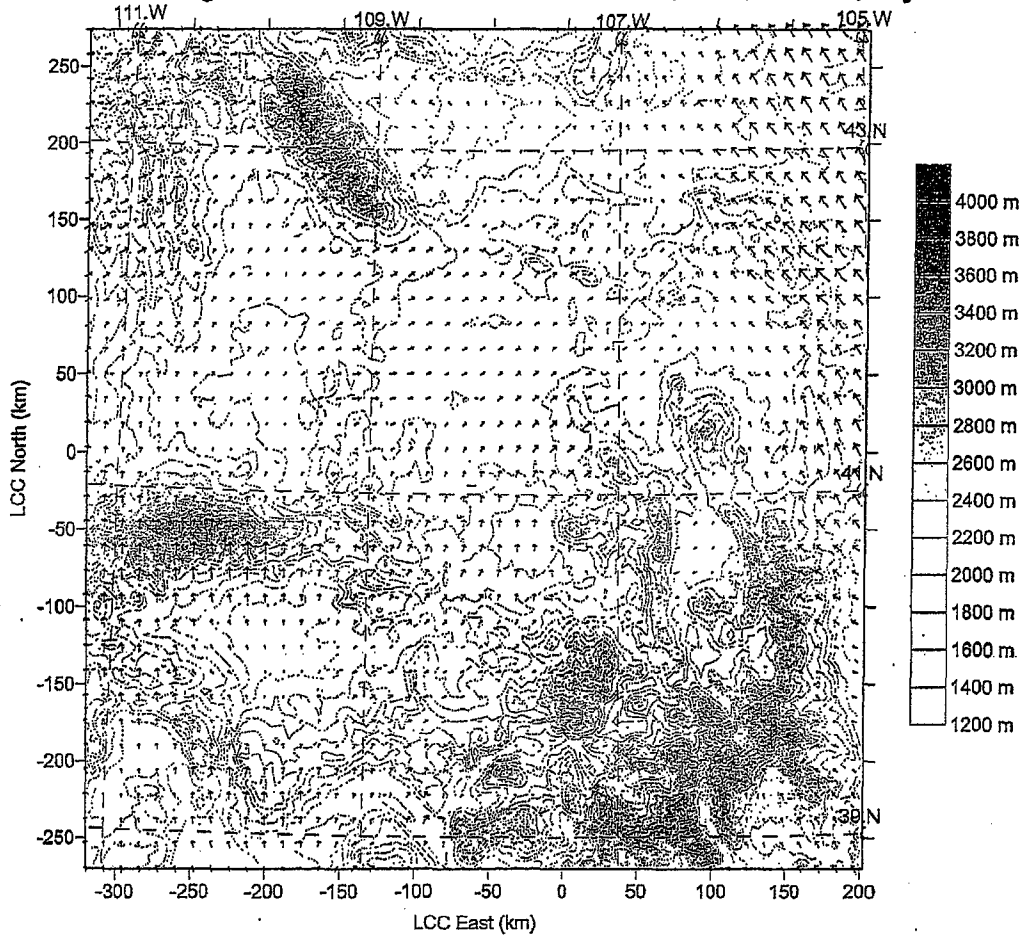 111.W 109.W 107.W 105.W
250
200
150
100
50
0
-50
-100
-150
-200
-250
43.N
41.N
39.N
LCC North (km)
-300 -250 -200 -150 -100 -50 0 50 100 150 200
LCC East (km)
4000 m
3800 m
3600 m
3400 m
3200 m
3000 m
2800 m
2600 m
2400 m
2200 m
2000 m
1800 m
1600 m
1400 m
1200 m